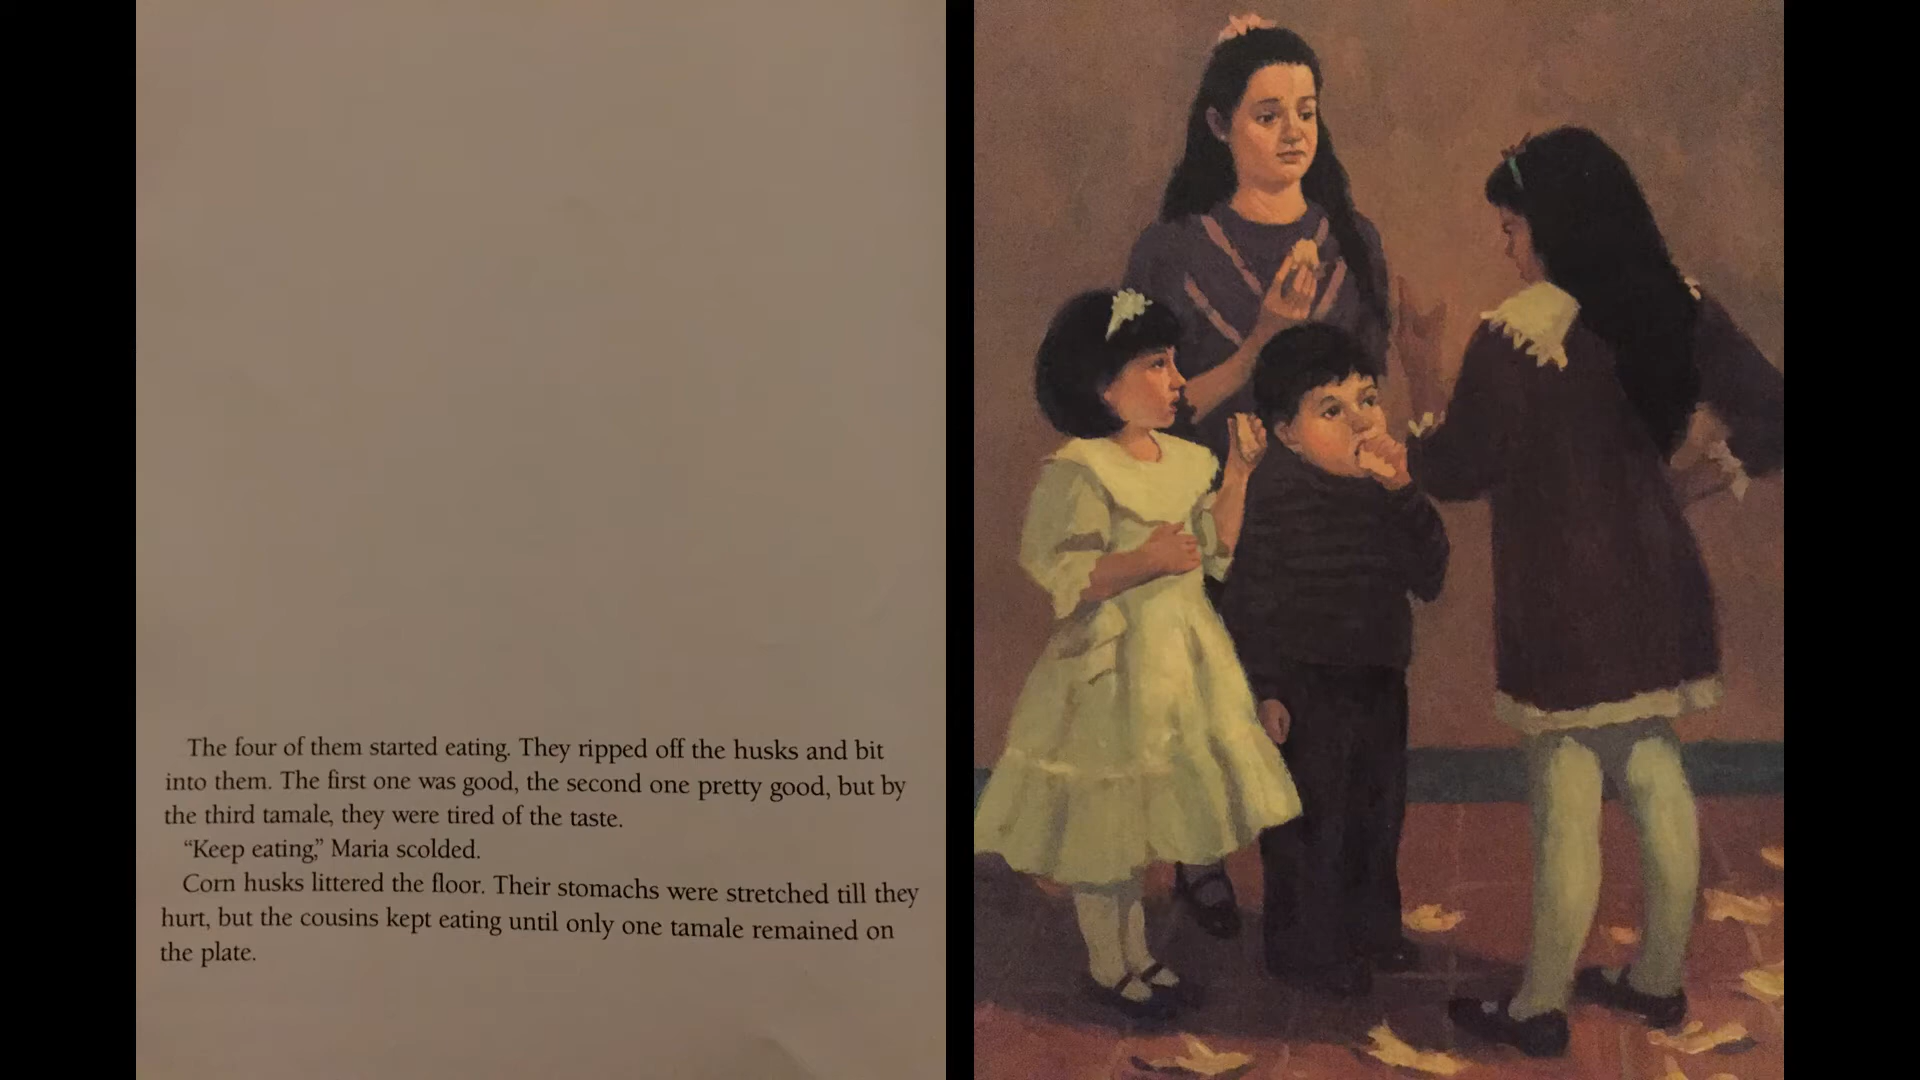 The four of them started eating. They ripped off the husks and bit
into them. The first one was good, the second one pretty good, but by
the third tamale, they were tired of the taste.
“Keep eating,” Maria scolded.
Corn husks littered the floor. Their stomachs were stretched till they
hurt, but the cousins kept eating until only one tamale remained on
the plate.